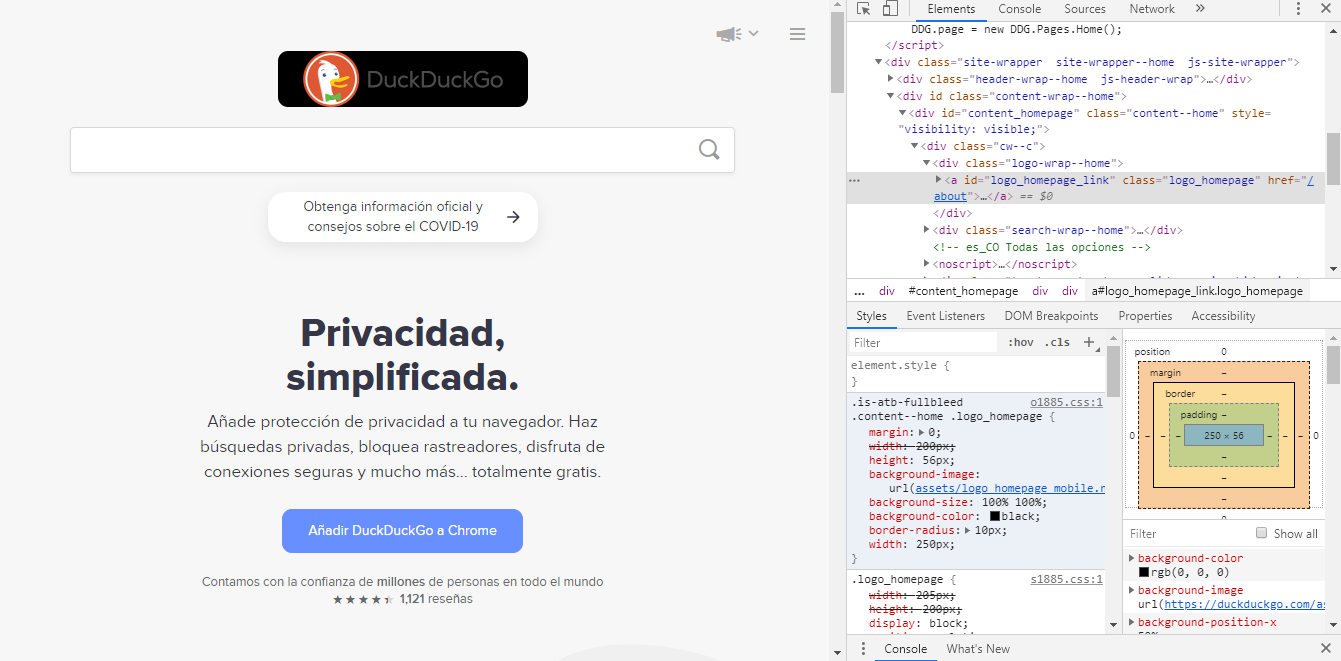 DuckDuckGo
Obtenga información oficial y
consejos sobre el COVID-19
Privacidad,
simplificada.
Añade protección de privacidad a tu navegador. Haz
búsquedas privadas, bloquea rastreadores, disfruta de
conexiones seguras y mucho más... totalmente gratis.
Añadir DuckDuckGo a Chrome
Contamos con la confianza de millones de personas en todo el mundo
★★★★ 1,121 reseñas
Elements Console Sources Network »
DDG.page = new DDG.Pages.Home();
</script>
<div class="site-wrapper  site-wrapper--home  js-site-wrapper">
<div class="header-wrap--home  js-header-wrap">…</div>
<div id class="content-wrap--home">
<div id="content_homepage" class="content--home" style=
"visibility: visible;">
<div class="cw--c">
<div class="logo-wrap--home">
… <a id="logo_homepage_link" class="logo_homepage" href="/
about">…</a> == $0
</div>
<div class="search-wrap--home">…</div>
<!-- es_CO Todas las opciones -->
<noscript>…</noscript>
... div #content_homepage div div a#logo_homepage_link.logo_homepage
Styles Event Listeners DOM Breakpoints Properties Accessibility
Filter :hov .cls +
element.style {
}
.is-atb-fullbleed o1885.css:1
.content--home .logo_homepage {
margin: 0;
width: 200px;
height: 56px;
background-image:
url(assets/logo_homepage_mobile.n
background-size: 100% 100%;
background-color: black;
border-radius: 10px;
width: 250px;
}
.logo_homepage { s1885.css:1
width: 205px;
height: 200px;
display: block;
position 0
margin –
border –
padding –
0 – – – 250 × 56 – – – 0
–
–
–
Filter Show all
background-color
rgb(0, 0, 0)
background-image
url(https://duckduckgo.com/as
background-position-x
50%
Console What's New